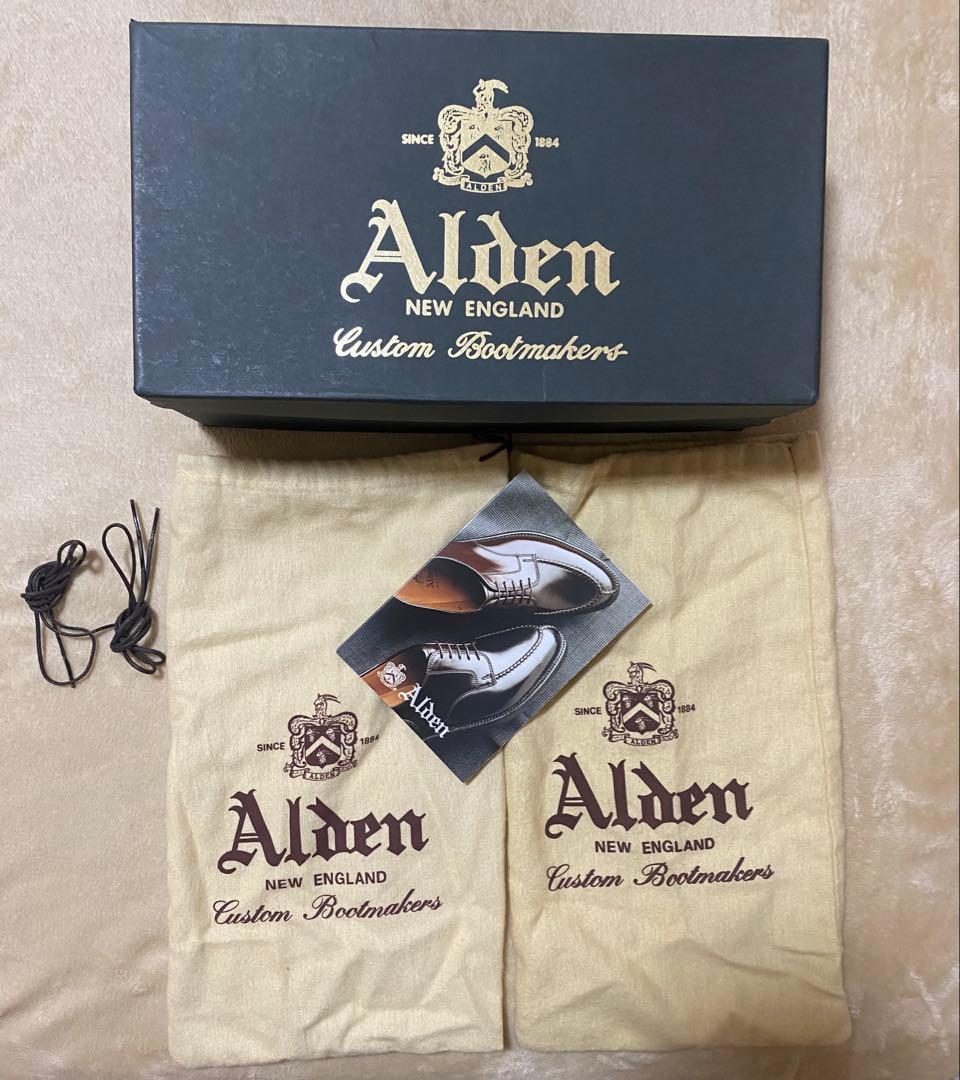 SINCE 1884
ALDEN
Alden
NEW ENGLAND
Custom Bootmakers
Alden
SINCE 1884
ALDEN
Alden
NEW ENGLAND
Custom Bootmakers
SINCE 1884
ALDEN
Alden
NEW ENGLAND
Custom Bootmakers